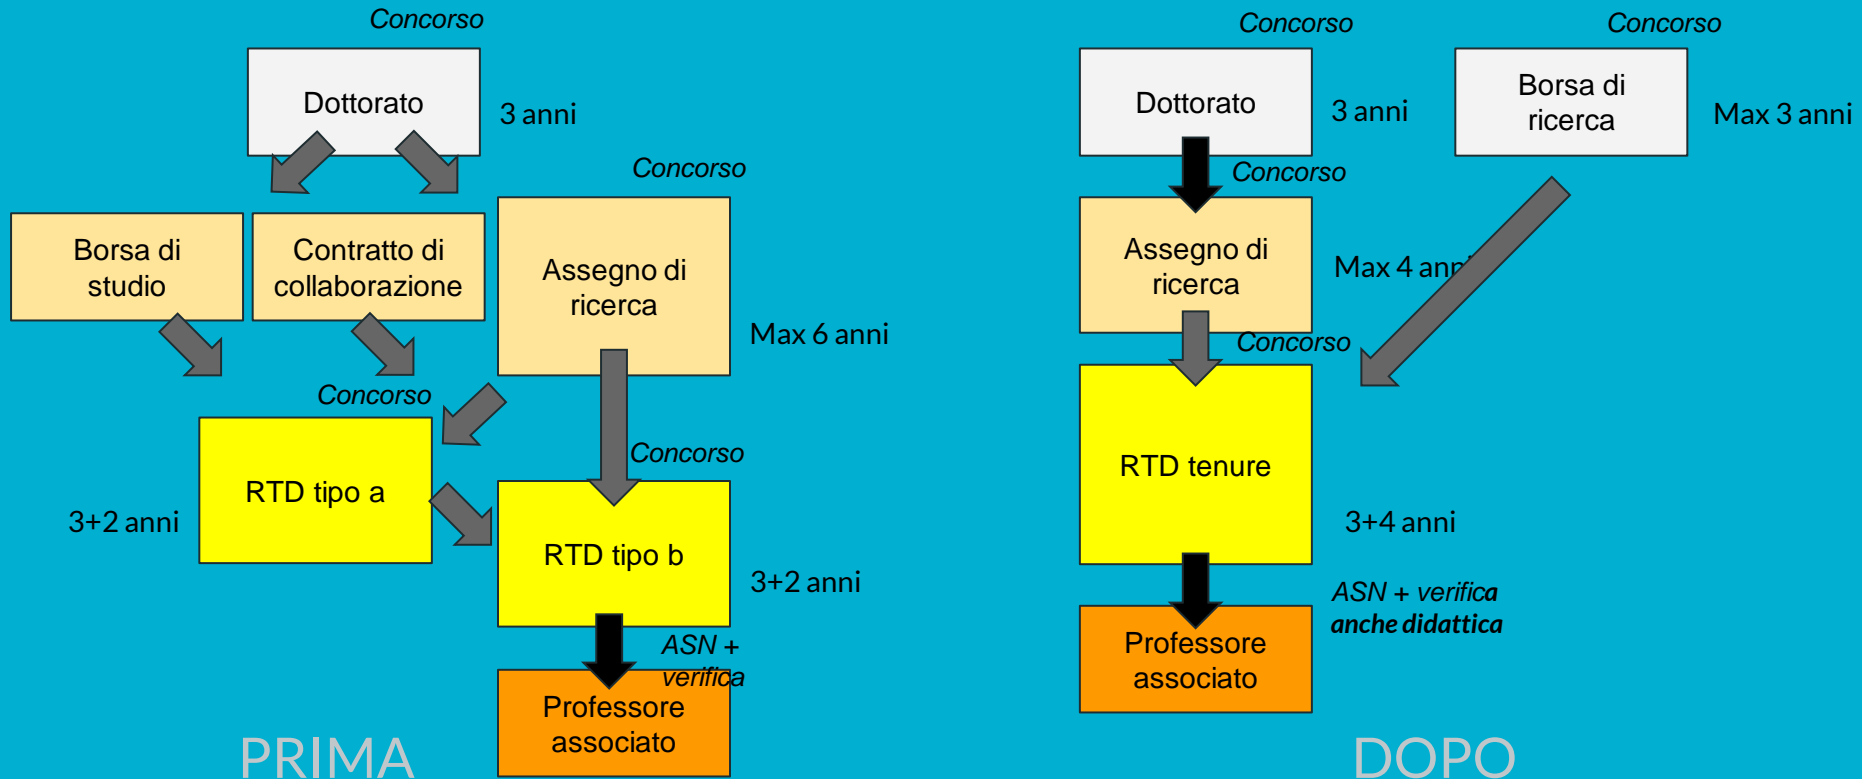 Concorso
Dottorato
3 anni
Concorso
Borsa di
studio
Contratto di
collaborazione
Assegno di
ricerca
Max 6 anni
Concorso
RTD tipo a
3+2 anni
Concorso
RTD tipo b
3+2 anni
ASN +
verifica
Professore
associato
PRIMA
Concorso
Dottorato
3 anni
Concorso
Borsa di
ricerca
Max 3 anni
Concorso
Assegno di
ricerca
Max 4 anni
Concorso
RTD tenure
3+4 anni
ASN + verifica
anche didattica
Professore
associato
DOPO